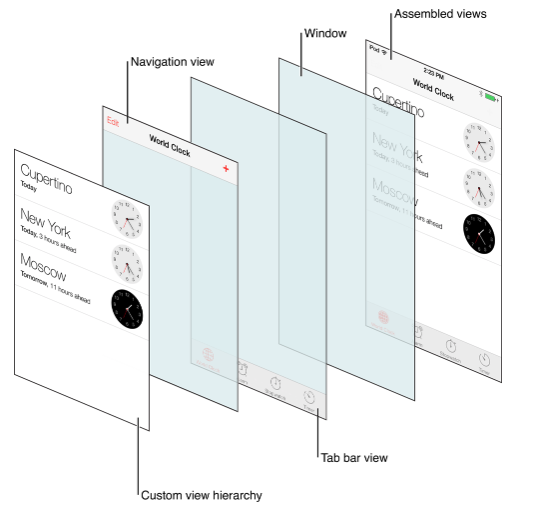 Assembled views
Window
Navigation view
iPod
2:23 PM
World Clock
Cupertino
Today
New York
Today, 3 hours ahead
Moscow
Tomorrow, 11 hours ahead
Edit
World Clock
+
Cupertino
Today
New York
Today, 3 hours ahead
Moscow
Tomorrow, 11 hours ahead
Tab bar view
Custom view hierarchy